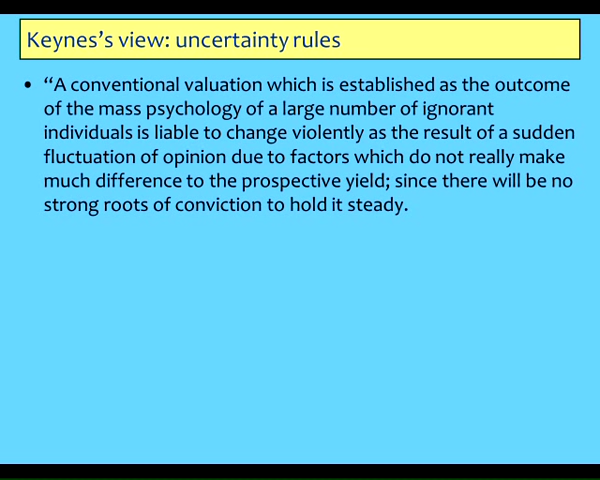 Keynes's view: uncertainty rules
• “A conventional valuation which is established as the outcome
of the mass psychology of a large number of ignorant
individuals is liable to change violently as the result of a sudden
fluctuation of opinion due to factors which do not really make
much difference to the prospective yield; since there will be no
strong roots of conviction to hold it steady.